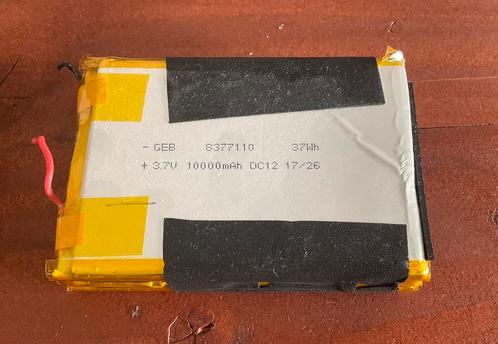 - GEB 8377110 37Wh
+ 3.7V 10000mAh DC12 17/26